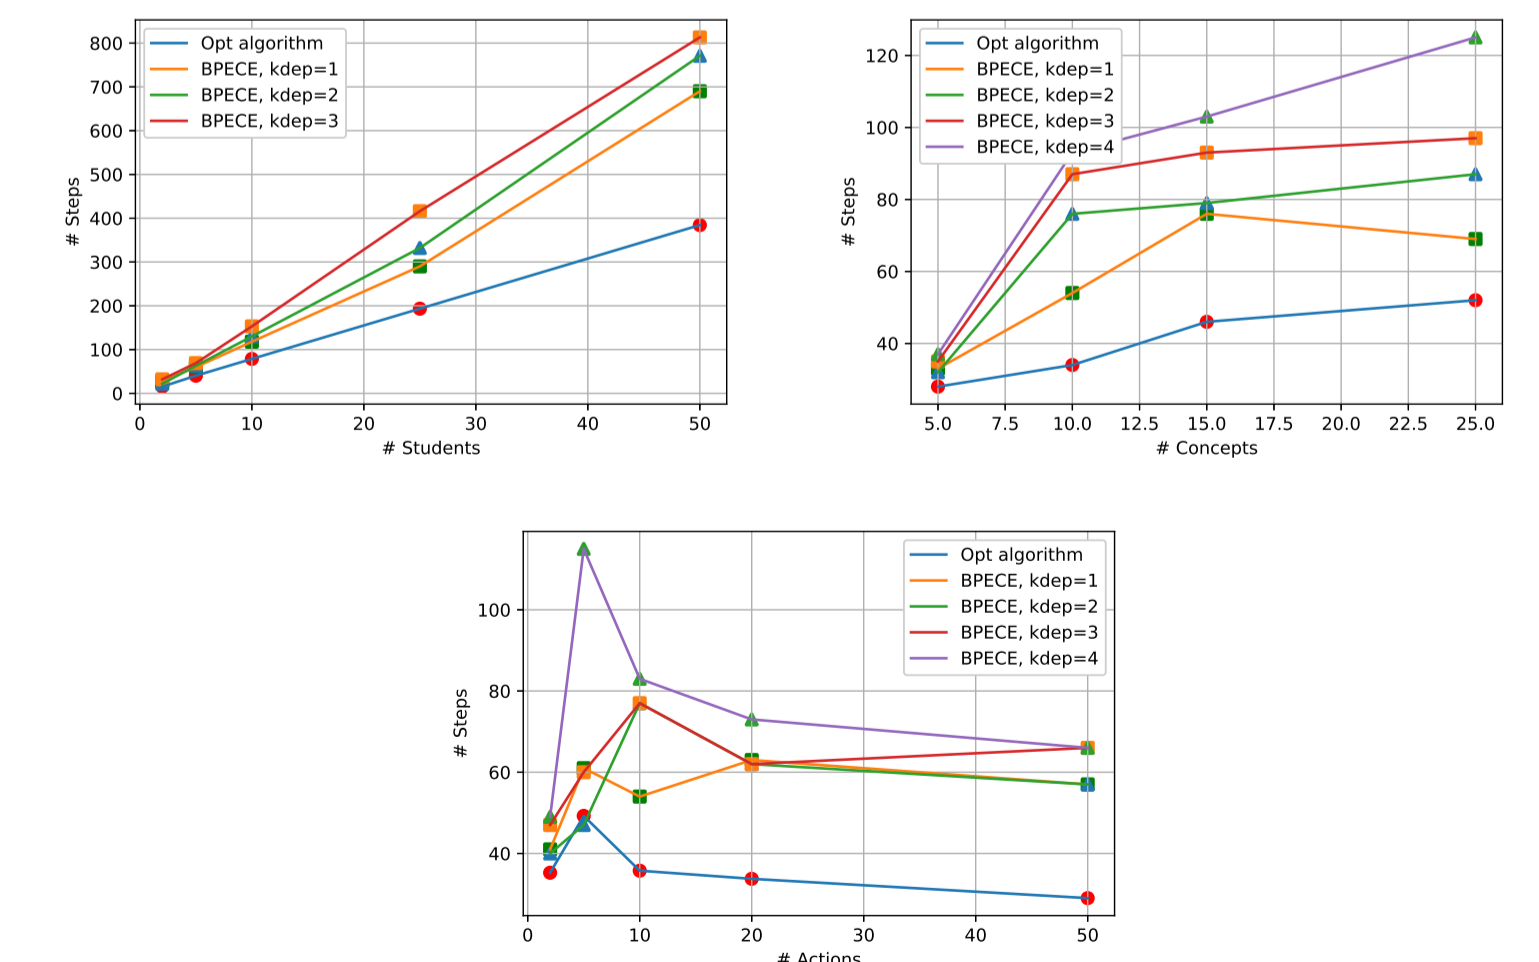 Opt algorithm
BPECE, kdep=1
BPECE, kdep=2
BPECE, kdep=3
800
700
600
500
400
300
200
100
0
# Steps
0 10 20 30 40 50
# Students
Opt algorithm
BPECE, kdep=1
BPECE, kdep=2
BPECE, kdep=3
BPECE, kdep=4
120
100
80
60
40
# Steps
5.0 7.5 10.0 12.5 15.0 17.5 20.0 22.5 25.0
# Concepts
Opt algorithm
BPECE, kdep=1
BPECE, kdep=2
BPECE, kdep=3
BPECE, kdep=4
100
80
60
40
# Steps
0 10 20 30 40 50
# Actions